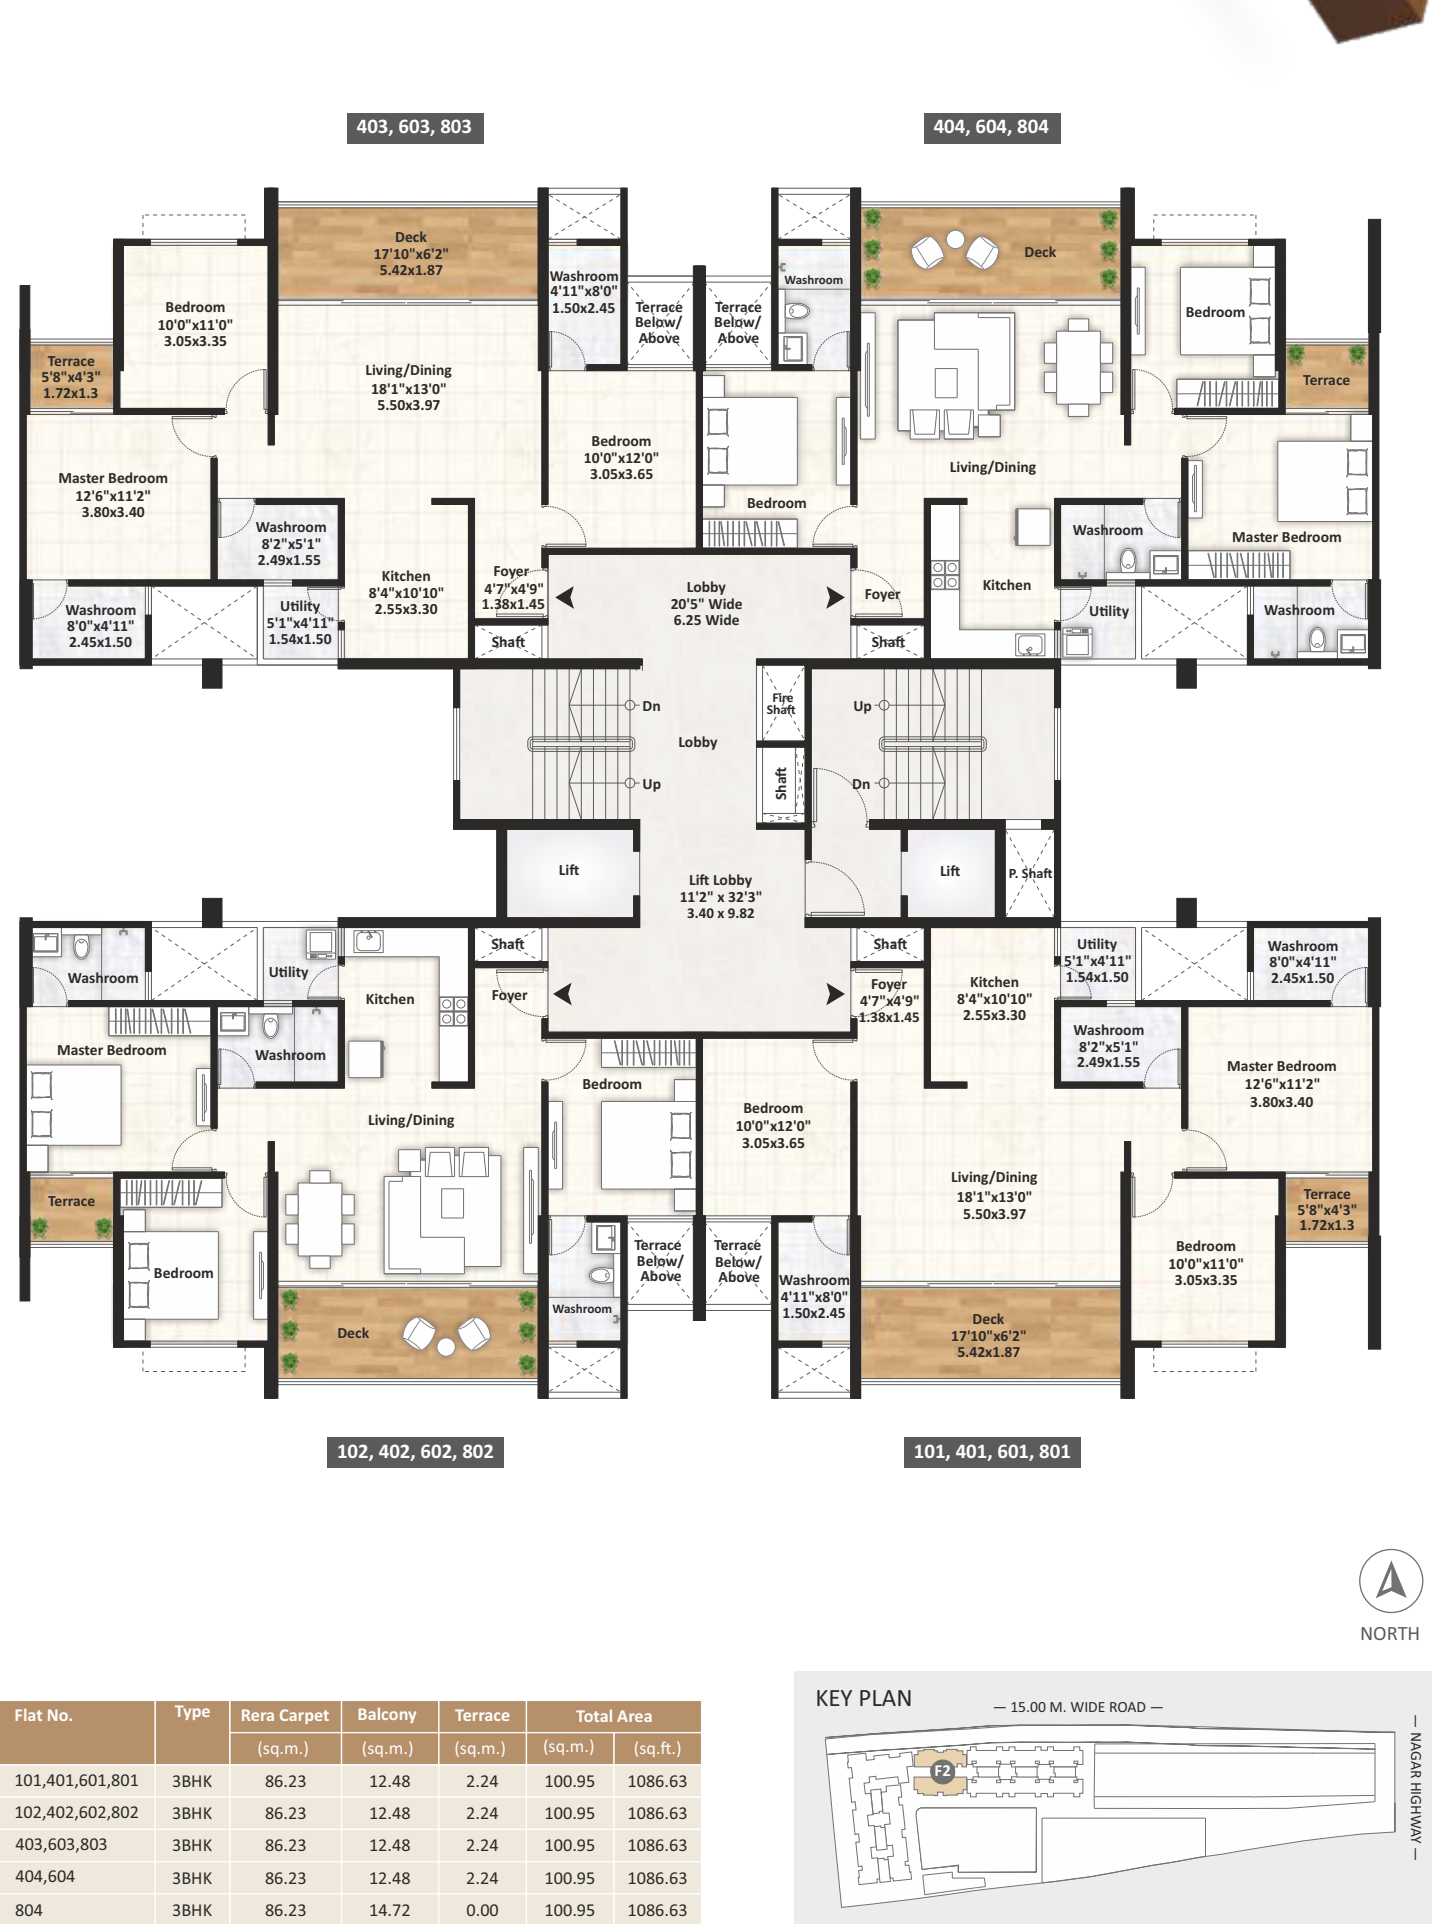 403, 603, 803
404, 604, 804
Deck
17'10"x6'2"
5.42x1.87
Bedroom
10'0"x11'0"
3.05x3.35
Washroom
4'11"x8'0"
1.50x2.45
Terrace
Below/
Above
Terrace
Below/
Above
Washroom
Deck
Bedroom
Terrace
5'8"x4'3"
1.72x1.3
Living/Dining
18'1"x13'0"
5.50x3.97
Terrace
Bedroom
10'0"x12'0"
3.05x3.65
Living/Dining
Master Bedroom
12'6"x11'2"
3.80x3.40
Bedroom
Washroom
8'2"x5'1"
2.49x1.55
Washroom
Master Bedroom
Kitchen
8'4"x10'10"
2.55x3.30
Foyer
4'7"x4'9"
1.38x1.45
Lobby
20'5" Wide
6.25 Wide
Foyer
Kitchen
Washroom
8'0"x4'11"
2.45x1.50
Utility
5'1"x4'11"
1.54x1.50
Utility
Washroom
Shaft
Shaft
Dn
Fire
Shaft
Up
Lobby
Up
Shaft
Dn
Lift
Lift Lobby
11'2" x 32'3"
3.40 x 9.82
Lift
P. Shaft
Shaft
Shaft
Washroom
Utility
Kitchen
Foyer
Foyer
4'7"x4'9"
1.38x1.45
Kitchen
8'4"x10'10"
2.55x3.30
Utility
5'1"x4'11"
1.54x1.50
Washroom
8'0"x4'11"
2.45x1.50
Master Bedroom
Washroom
Washroom
8'2"x5'1"
2.49x1.55
Master Bedroom
12'6"x11'2"
3.80x3.40
Bedroom
Bedroom
10'0"x12'0"
3.05x3.65
Living/Dining
Living/Dining
18'1"x13'0"
5.50x3.97
Terrace
Terrace
5'8"x4'3"
1.72x1.3
Bedroom
Terrace
Below/
Above
Terrace
Below/
Above
Bedroom
10'0"x11'0"
3.05x3.35
Washroom
4'11"x8'0"
1.50x2.45
Washroom
Deck
Deck
17'10"x6'2"
5.42x1.87
102, 402, 602, 802
101, 401, 601, 801
NORTH
Flat No. Type Rera Carpet Balcony Terrace Total Area
(sq.m.) (sq.m.) (sq.m.) (sq.m.) (sq.ft.)
101,401,601,801 3BHK 86.23 12.48 2.24 100.95 1086.63
102,402,602,802 3BHK 86.23 12.48 2.24 100.95 1086.63
403,603,803 3BHK 86.23 12.48 2.24 100.95 1086.63
404,604 3BHK 86.23 12.48 2.24 100.95 1086.63
804 3BHK 86.23 14.72 0.00 100.95 1086.63
KEY PLAN
— 15.00 M. WIDE ROAD —
F2
— NAGAR HIGHWAY —